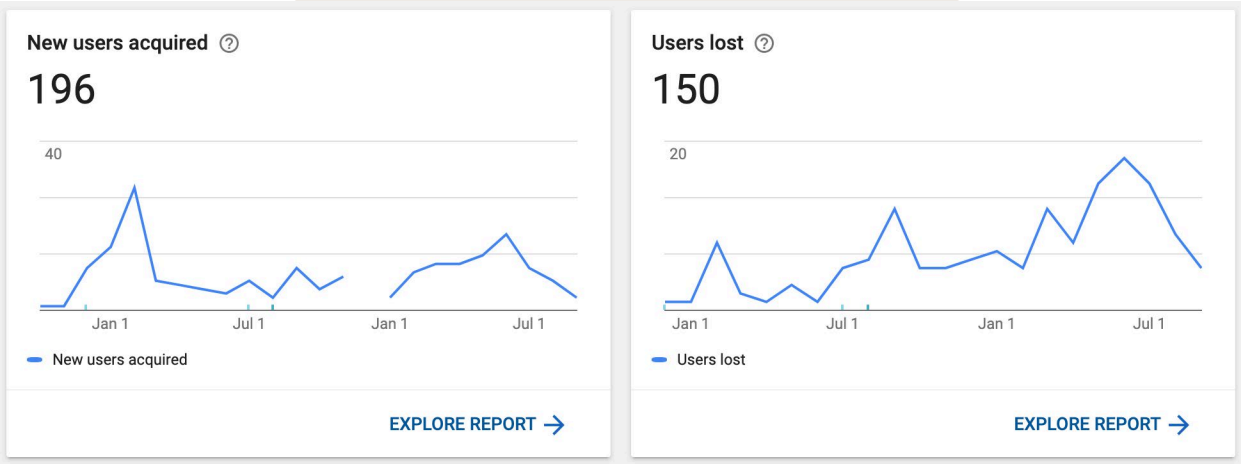 New users acquired
196
40
Jan 1 Jul 1 Jan 1 Jul 1
New users acquired
EXPLORE REPORT
Users lost
150
20
Jan 1 Jul 1 Jan 1 Jul 1
Users lost
EXPLORE REPORT